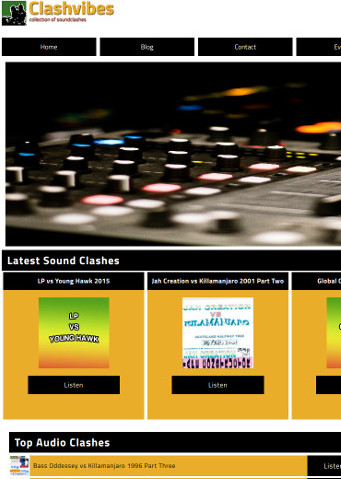 Clashvibes
collection of soundclashes
Home
Blog
Contact
Ev
Latest Sound Clashes
LP vs Young Hawk 2015
Jah Creation vs Killamanjaro 2001 Part Two
Global C
LP
VS
YOUNG HAWK
JAH CREATION
VS
KILAMANJARO
Listen
Listen
Top Audio Clashes
Bass Oddessey vs Killamanjaro 1996 Part Three
Listen